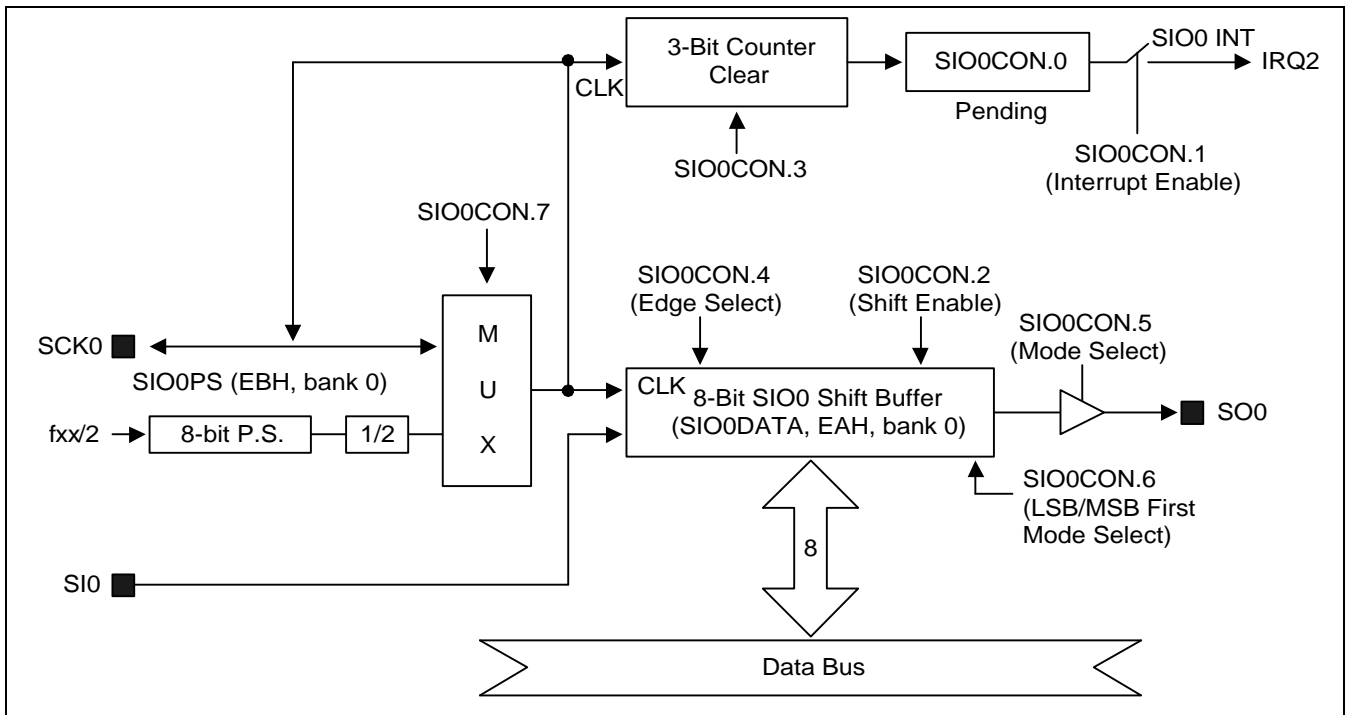 3-Bit Counter
Clear
CLK
SIO0CON.0
Pending
SIO0 INT
IRQ2
SIO0CON.3
SIO0CON.1
(Interrupt Enable)
SIO0CON.7
SIO0CON.4
(Edge Select)
SIO0CON.2
(Shift Enable)
SIO0CON.5
(Mode Select)
SCK0
SIO0PS (EBH, bank 0)
M
U
X
CLK
8-Bit SIO0 Shift Buffer
(SIO0DATA, EAH, bank 0)
SO0
fxx/2
8-bit P.S.
1/2
SIO0CON.6
(LSB/MSB First
Mode Select)
8
SI0
Data Bus